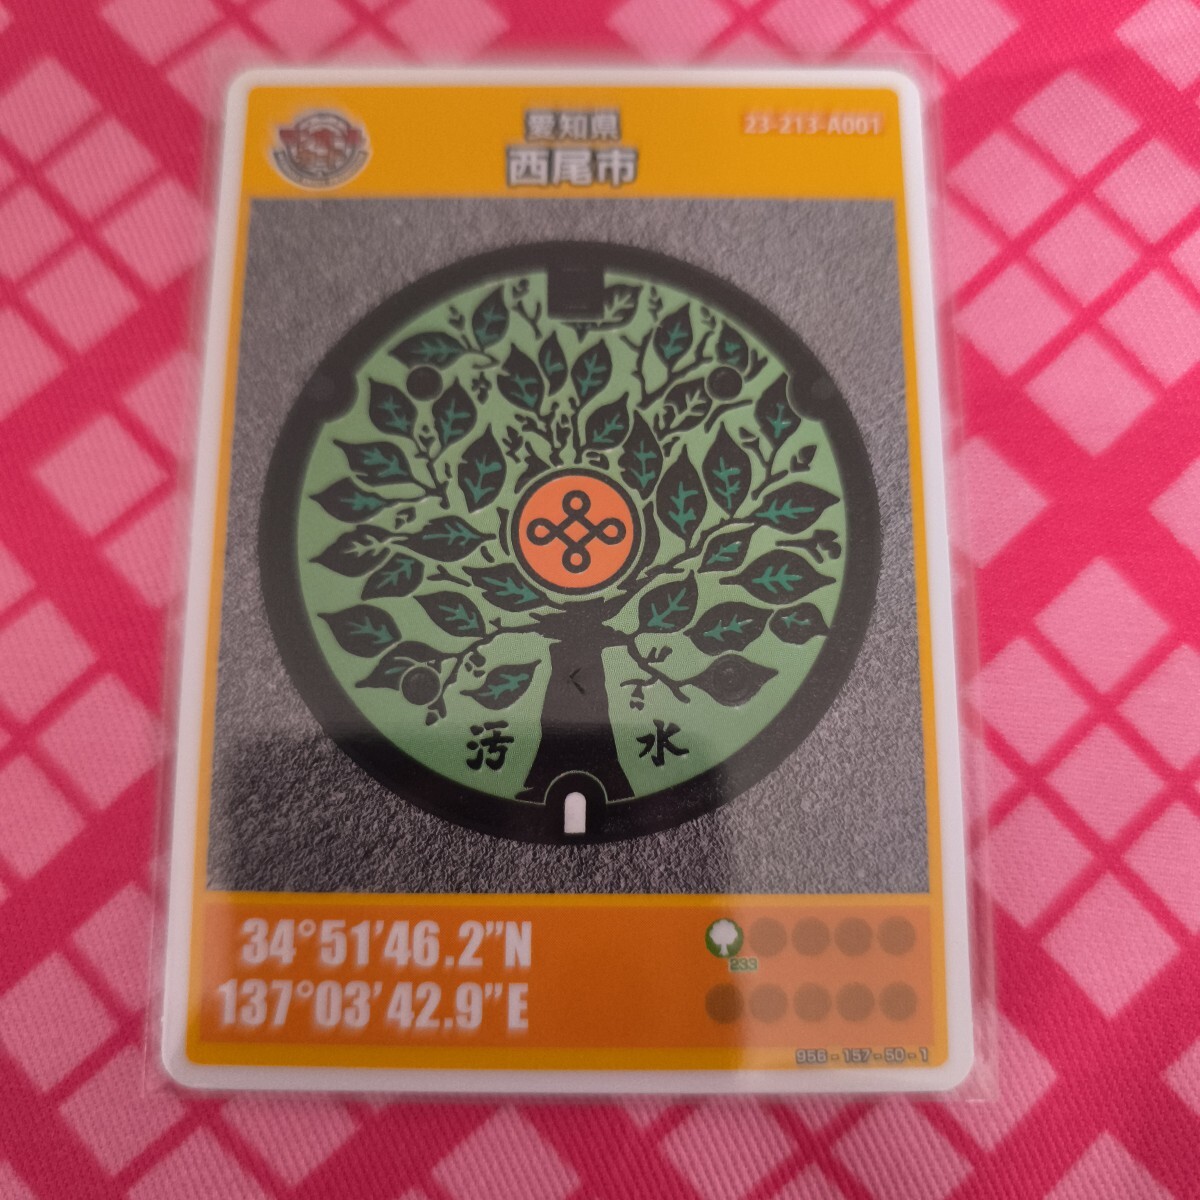 愛知県
西尾市
23-213-A001
汚 水
34°51'46.2"N
137°03'42.9"E
233
956-157-50-1